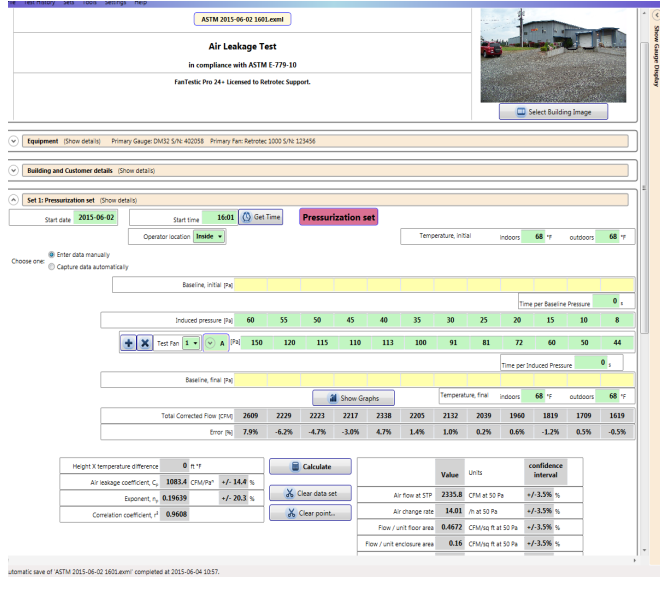 File Test History Sets Tools Settings Help
ASTM 2015-06-02 1601.exml
Air Leakage Test
in compliance with ASTM E-779-10
FanTestic Pro 24+ Licensed to Retrotec Support.
Select Building Image
Show Gauge Display
Equipment (Show details) Primary Gauge: DM32 S/N: 402058 Primary Fan: Retrotec 1000 S/N: 123456
Building and Customer details (Show details)
Set 1: Pressurization set (Show details)
Start date 2015-06-02 Start time 16:01 Get Time Pressurization set
Operator location Inside Temperature, initial indoors 68 °F outdoors 68 °F
Choose one: Enter data manually
Capture data automatically
Baseline, initial [Pa]
Time per Baseline Pressure 0 s
Induced pressure [Pa] 60 55 50 45 40 35 30 25 20 15 10 8
Test Fan 1 A [Pa] 150 120 115 110 113 100 91 81 72 60 50 44
Time per Induced Pressure 0 s
Baseline, final [Pa]
Show Graphs Temperature, final indoors 68 °F outdoors 68 °F
Total Corrected Flow [CFM] 2609 2229 2223 2217 2338 2205 2132 2039 1960 1819 1709 1619
Error [%] 7.9% -6.2% -4.7% -3.0% 4.7% 1.4% 1.0% 0.2% 0.6% -1.2% 0.5% -0.5%
Height X temperature difference 0 ft °F
Air leakage coefficient, Cₚ 1083.4 CFM/Paⁿ +/- 14.4 %
Exponent, nₚ 0.19639 +/- 20.3 %
Correlation coefficient, r² 0.9608
Calculate
Clear data set
Clear point...
Value Units confidence interval
Air flow at STP 2335.8 CFM at 50 Pa +/-3.5% %
Air change rate 14.01 /h at 50 Pa +/-3.5% %
Flow / unit floor area 0.4672 CFM/sq ft at 50 Pa +/-3.5% %
Flow / unit enclosure area 0.16 CFM/sq ft at 50 Pa +/-3.5% %
utomatic save of 'ASTM 2015-06-02 1601.exml' completed at 2015-06-04 10:57.